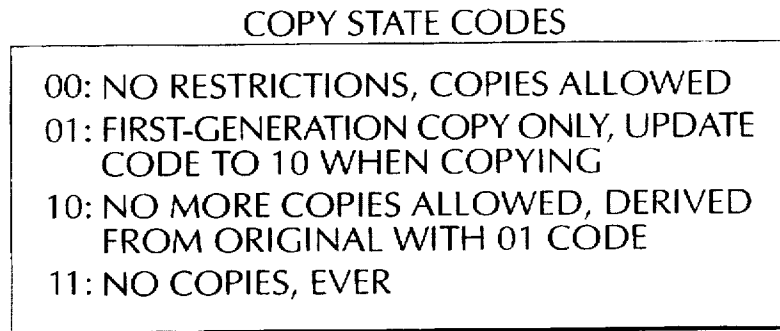 COPY STATE CODES
00: NO RESTRICTIONS, COPIES ALLOWED
01: FIRST-GENERATION COPY ONLY, UPDATE
CODE TO 10 WHEN COPYING
10: NO MORE COPIES ALLOWED, DERIVED
FROM ORIGINAL WITH 01 CODE
11: NO COPIES, EVER